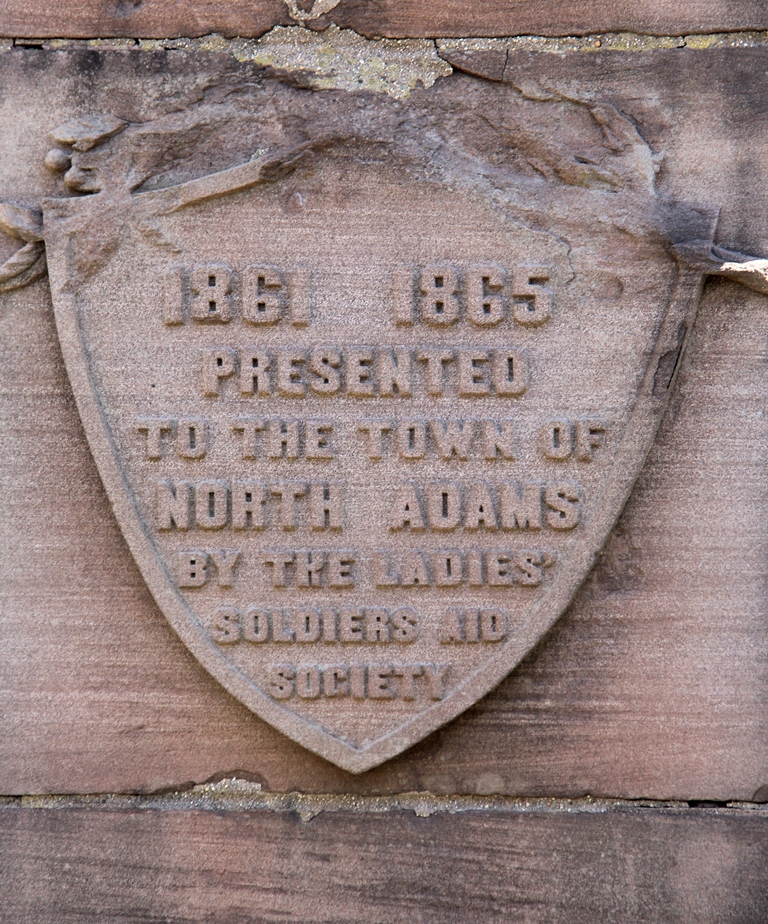 1861 1865
PRESENTED
TO THE TOWN OF
NORTH ADAMS
BY THE LADIES'
SOLDIERS AID
SOCIETY